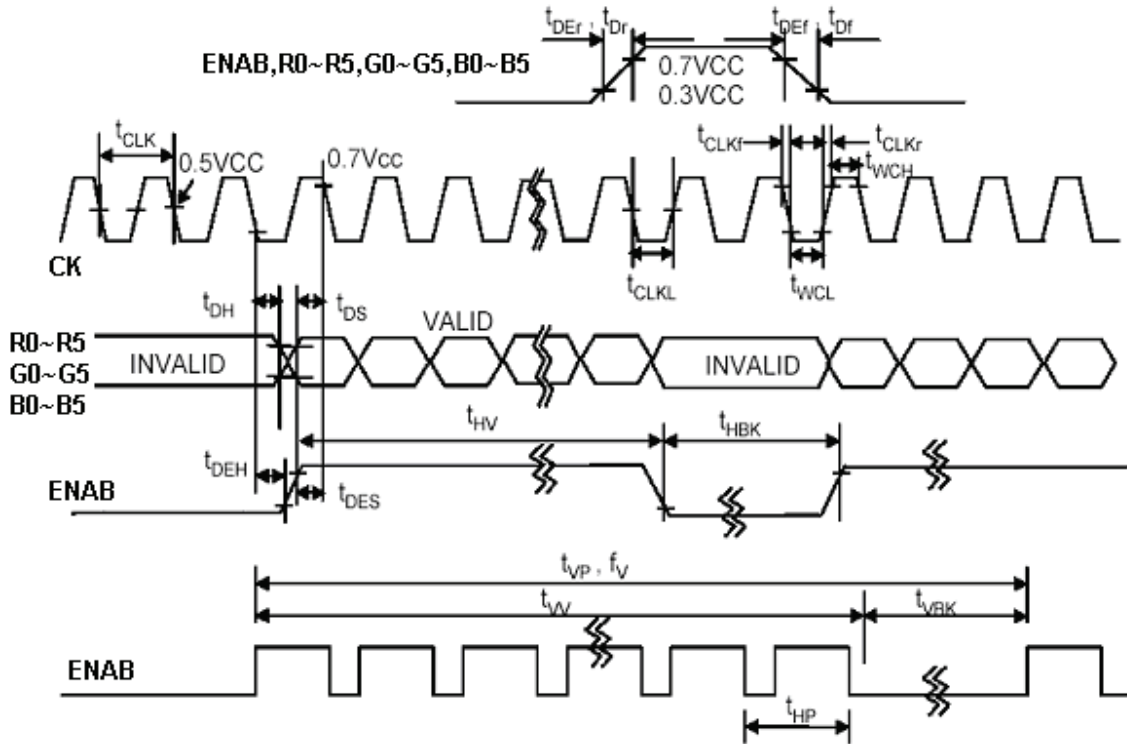 tDEr , tDr tDEf , tDf
ENAB,R0~R5,G0~G5,B0~B5
0.7VCC
0.3VCC
tCLK
0.5VCC
0.7Vcc
tCLKf
tCLKr
tWCH
CK
tCLKL
tWCL
tDH
tDS
VALID
R0~R5
G0~G5
B0~B5
INVALID
INVALID
tHV
tHBK
tDEH
ENAB
tDES
tVP , fV
tVV
tVBK
ENAB
tHP